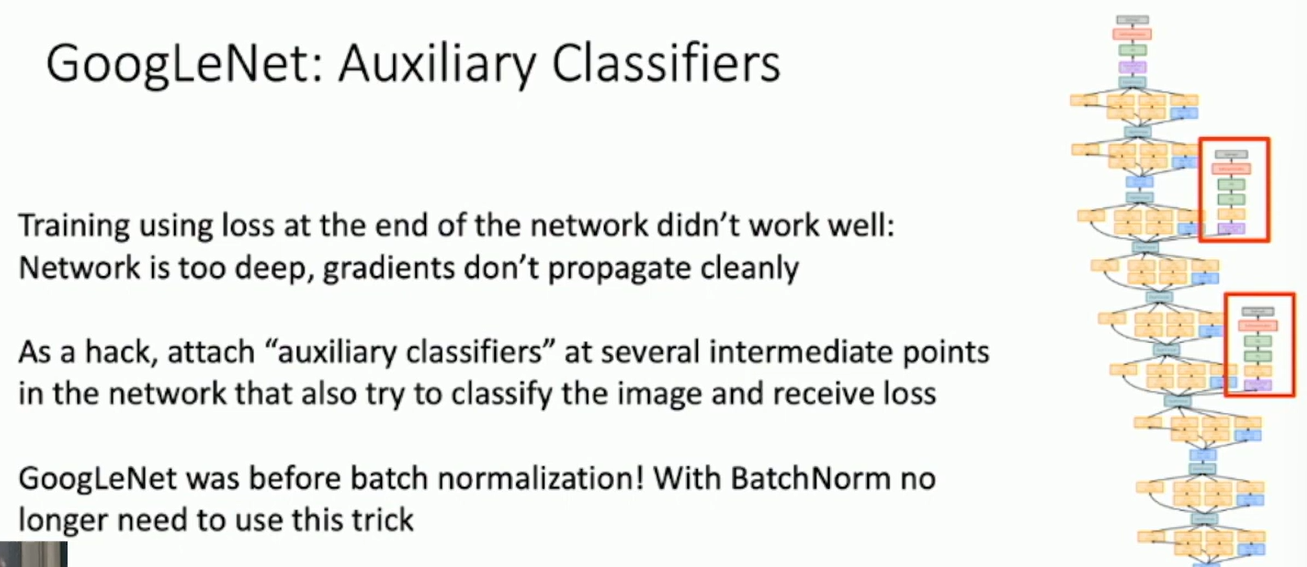 GoogLeNet: Auxiliary Classifiers
Training using loss at the end of the network didn’t work well:
Network is too deep, gradients don’t propagate cleanly
As a hack, attach “auxiliary classifiers” at several intermediate points
in the network that also try to classify the image and receive loss
GoogLeNet was before batch normalization! With BatchNorm no
longer need to use this trick